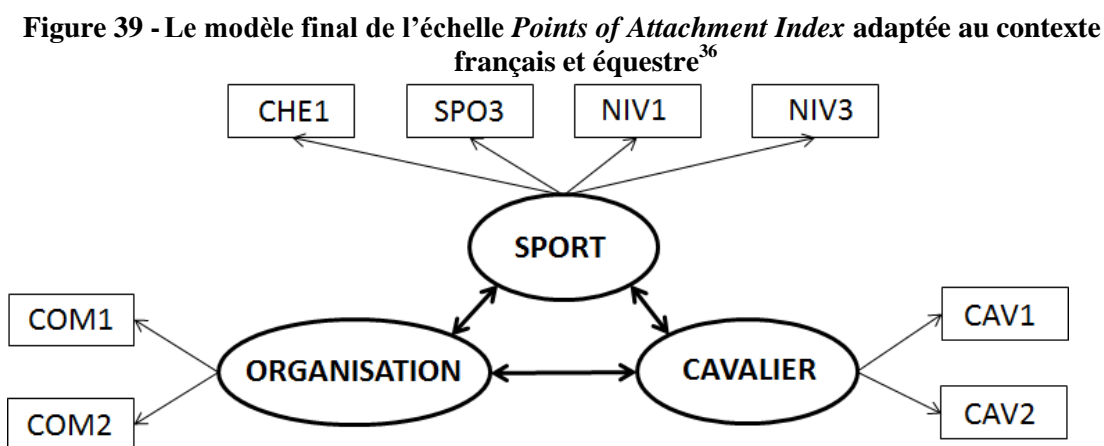 Figure 39 - Le modèle final de l'échelle Points of Attachment Index adaptée au contexte
français et équestre36
CHE1 SPO3 NIV1 NIV3
SPORT
COM1 CAV1
ORGANISATION CAVALIER
COM2 CAV2